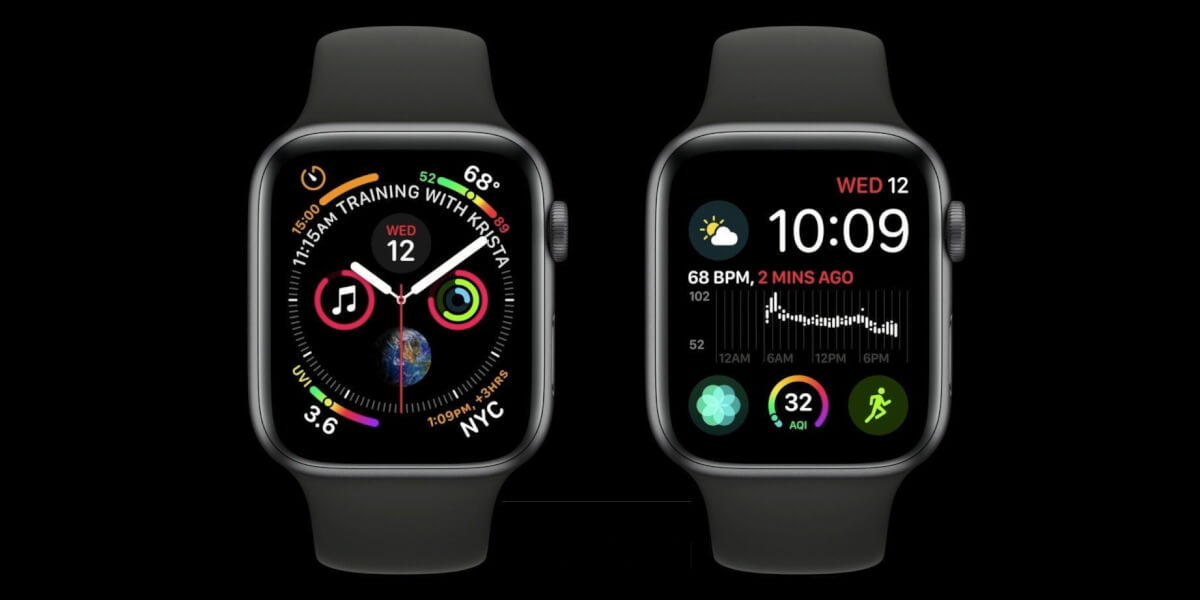 15:00
11:15AM TRAINING WITH KRISTA
52
68°
89
WED
12
UVI
3.6
1:09PM, +3HRS
NYC
WED 12
10:09
68 BPM, 2 MINS AGO
102
52
12AM 6AM 12PM 6PM
32
AQI